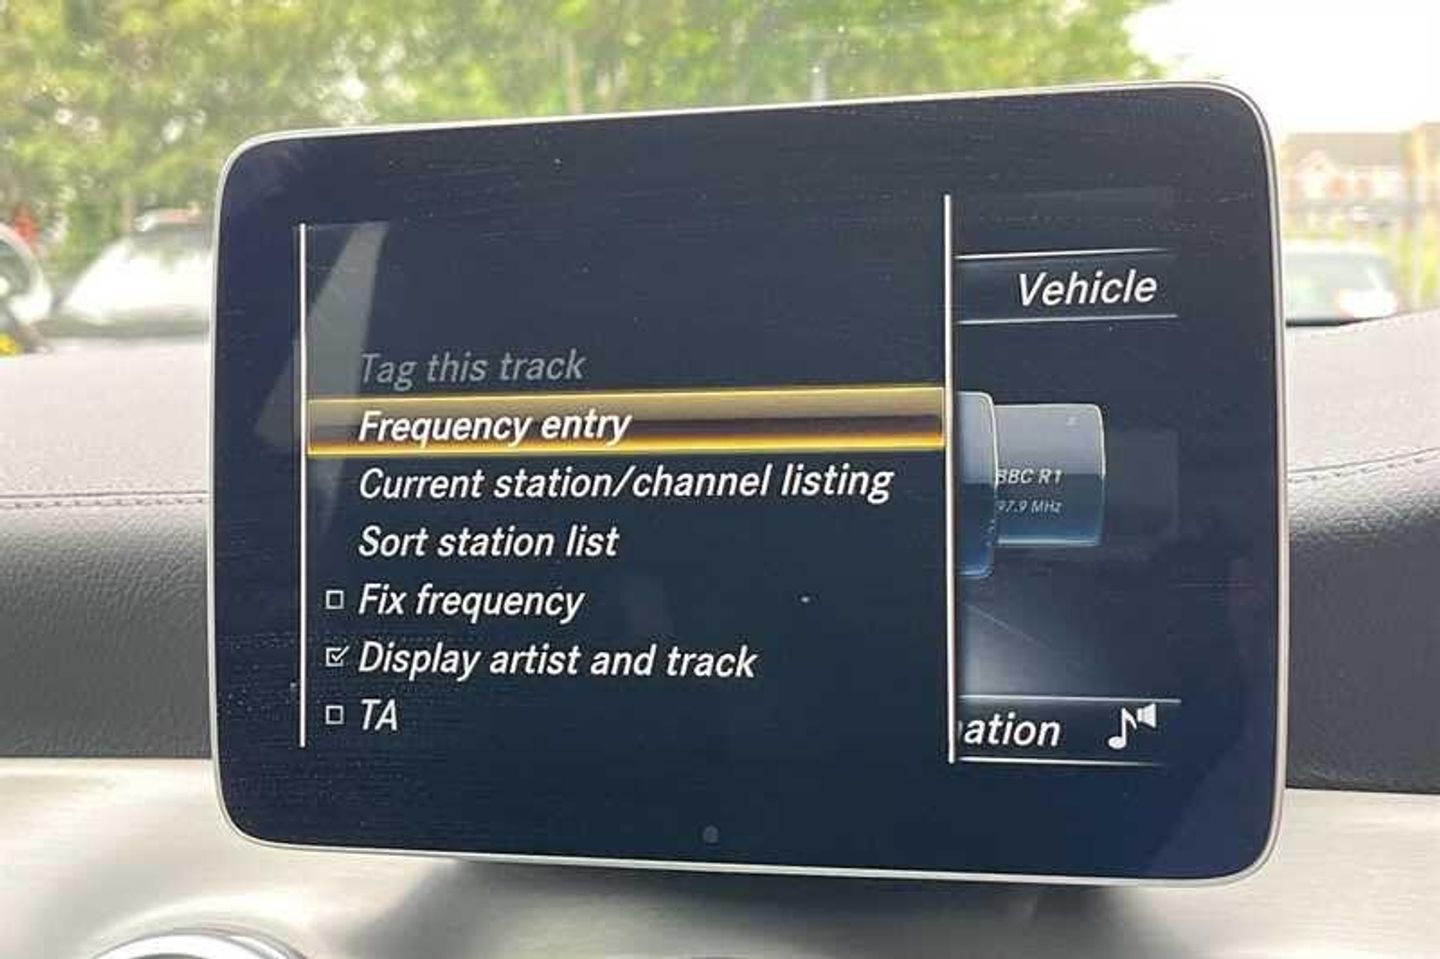 Vehicle
Tag this track
Frequency entry
Current station/channel listing
Sort station list
Fix frequency
Display artist and track
TA
BBC R1
97.9 MHz
ation